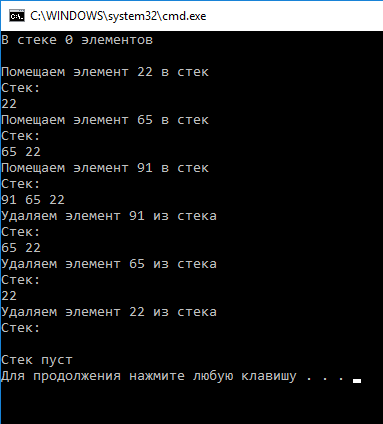 C:\WINDOWS\system32\cmd.exe
В стеке 0 элементов
Помещаем элемент 22 в стек
Стек:
22
Помещаем элемент 65 в стек
Стек:
65 22
Помещаем элемент 91 в стек
Стек:
91 65 22
Удаляем элемент 91 из стека
Стек:
65 22
Удаляем элемент 65 из стека
Стек:
22
Удаляем элемент 22 из стека
Стек:
Стек пуст
Для продолжения нажмите любую клавишу . . .